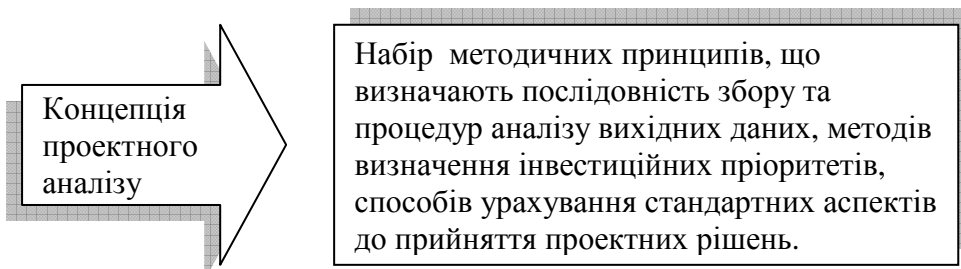 Концепція
проектного
аналізу
Набір методичних принципів, що
визначають послідовність збору та
процедур аналізу вихідних даних, методів
визначення інвестиційних пріоритетів,
способів урахування стандартних аспектів
до прийняття проектних рішень.